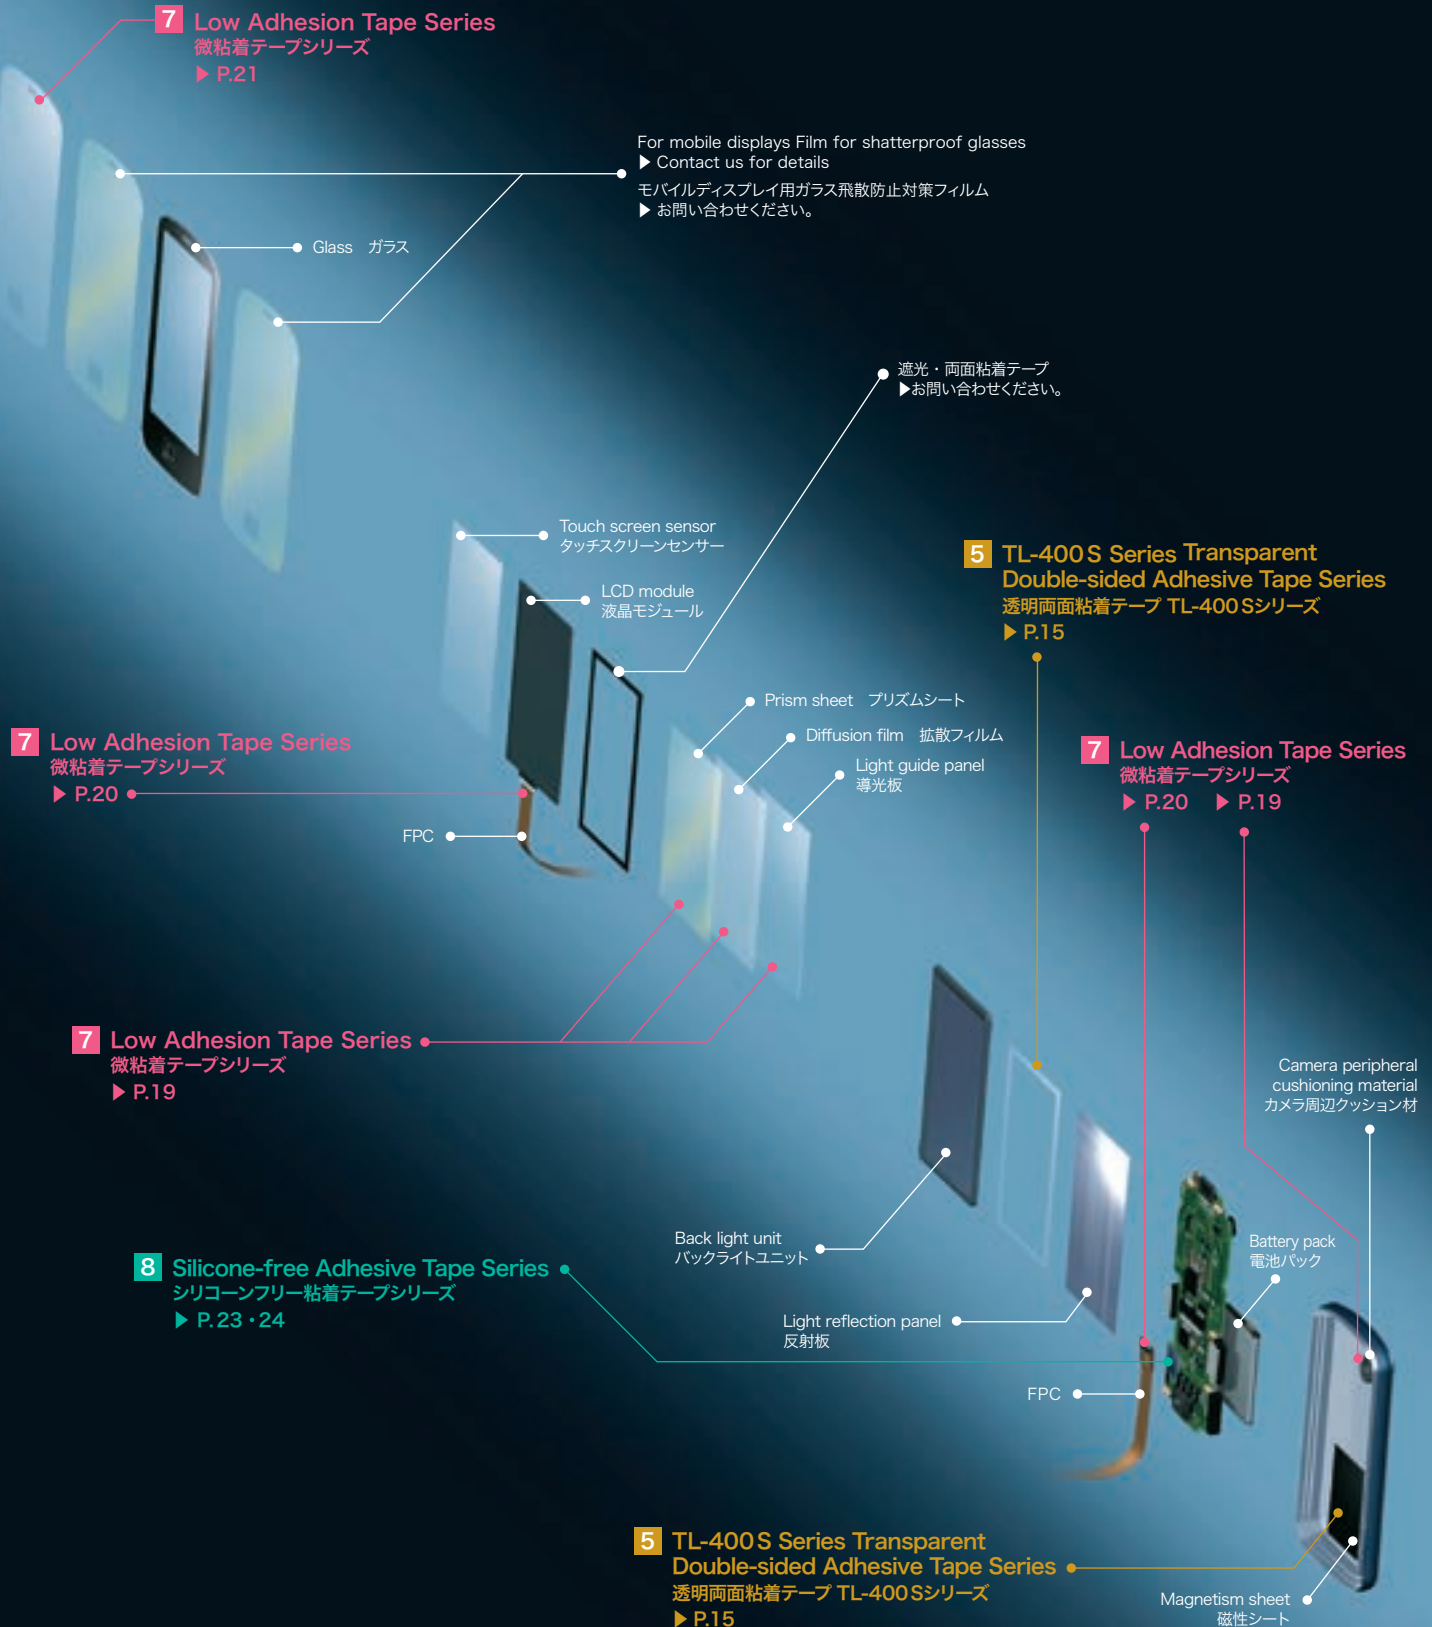 7 Low Adhesion Tape Series
微粘着テープシリーズ
▶ P.21
For mobile displays Film for shatterproof glasses
▶ Contact us for details
モバイルディスプレイ用ガラス飛散防止対策フィルム
▶ お問い合わせください。
Glass ガラス
遮光・両面粘着テープ
▶お問い合わせください。
Touch screen sensor
タッチスクリーンセンサー
LCD module
液晶モジュール
5 TL-400S Series Transparent
Double-sided Adhesive Tape Series
透明両面粘着テープ TL-400Sシリーズ
▶ P.15
Prism sheet プリズムシート
Diffusion film 拡散フィルム
Light guide panel
導光板
7 Low Adhesion Tape Series
微粘着テープシリーズ
▶ P.20
FPC
7 Low Adhesion Tape Series
微粘着テープシリーズ
▶ P.20 ▶ P.19
7 Low Adhesion Tape Series
微粘着テープシリーズ
▶ P.19
Camera peripheral
cushioning material
カメラ周辺クッション材
Back light unit
バックライトユニット
Battery pack
電池パック
8 Silicone-free Adhesive Tape Series
シリコーンフリー粘着テープシリーズ
▶ P.23・24
Light reflection panel
反射板
FPC
5 TL-400S Series Transparent
Double-sided Adhesive Tape Series
透明両面粘着テープ TL-400Sシリーズ
▶ P.15
Magnetism sheet
磁性シート